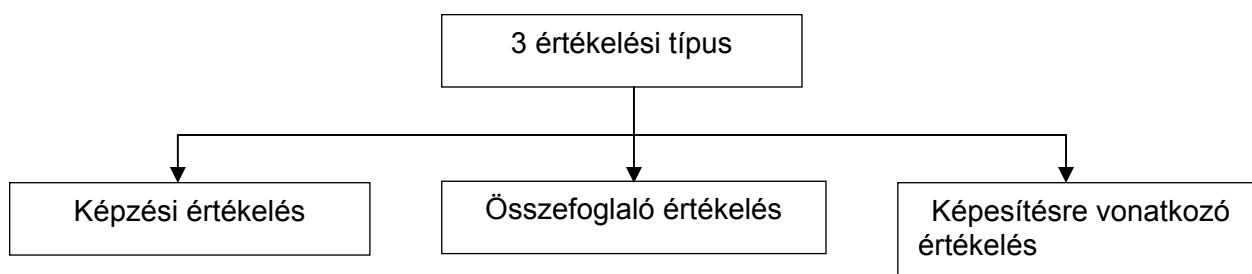 3 értékelési típus
Képzési értékelés
Összefoglaló értékelés
Képesítésre vonatkozó
értékelés